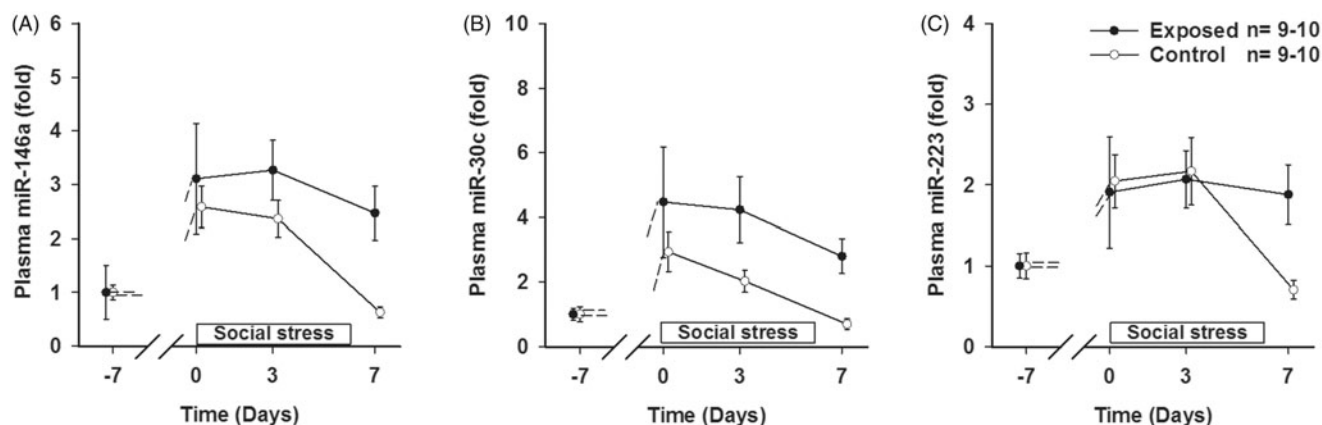 (A)
Plasma miR-146a (fold)
6
5
4
3
2
1
0
Social stress
-7
0
3
7
Time (Days)
(B)
Plasma miR-30c (fold)
10
8
6
4
2
0
Social stress
-7
0
3
7
Time (Days)
(C)
Exposed n= 9-10
Control n= 9-10
Plasma miR-223 (fold)
4
3
2
1
0
Social stress
-7
0
3
7
Time (Days)